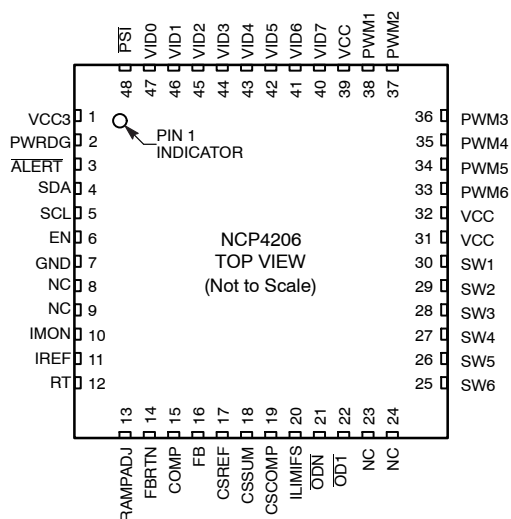 PSI VID0 VID1 VID2 VID3 VID4 VID5 VID6 VID7 VCC PWM1 PWM2
48 47 46 45 44 43 42 41 40 39 38 37
VCC3 1
PWRDG 2
ALERT 3
SDA 4
SCL 5
EN 6
GND 7
NC 8
NC 9
IMON 10
IREF 11
RT 12
PIN 1
INDICATOR
NCP4206
TOP VIEW
(Not to Scale)
36 PWM3
35 PWM4
34 PWM5
33 PWM6
32 VCC
31 VCC
30 SW1
29 SW2
28 SW3
27 SW4
26 SW5
25 SW6
13 14 15 16 17 18 19 20 21 22 23 24
RAMPADJ FBRTN COMP FB CSREF CSSUM CSCOMP ILIMIFS ODN OD1 NC NC